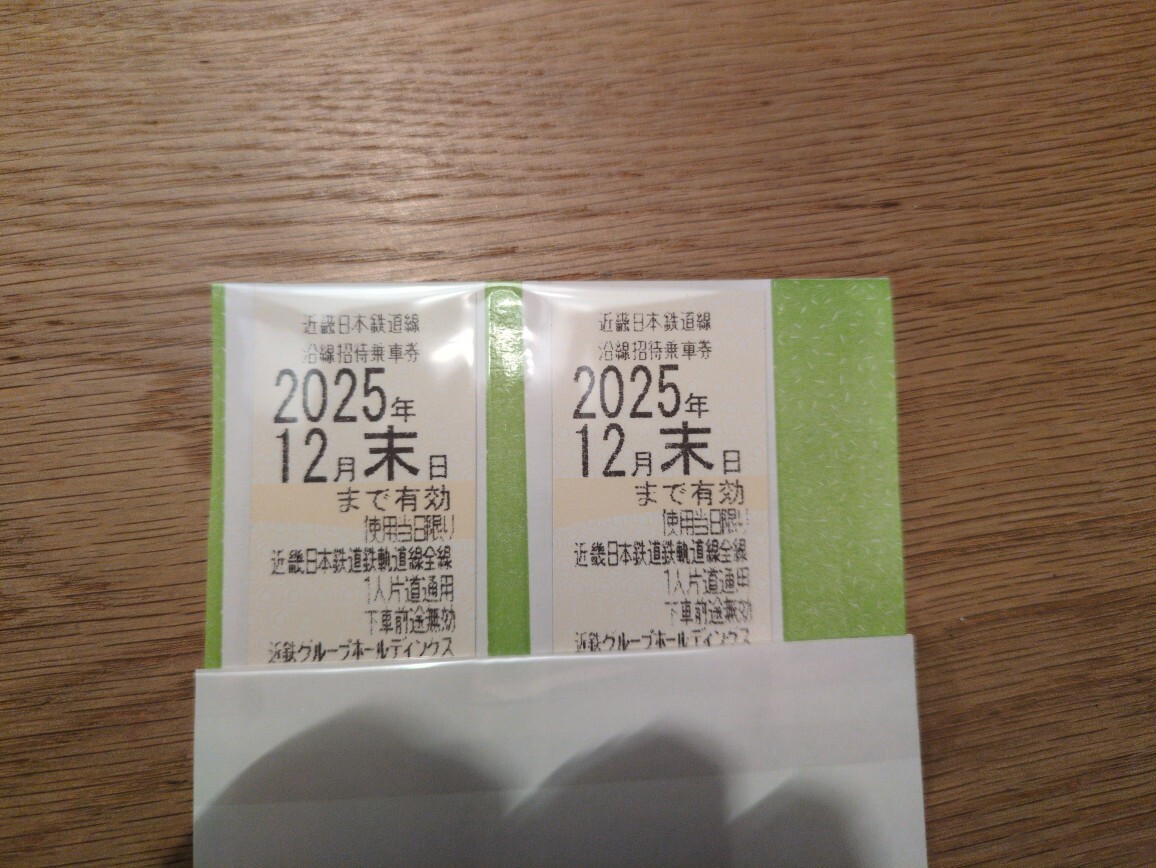 近畿日本鉄道線
沿線招待乗車券
2025年
12月末日
まで有効
使用当日限り
近畿日本鉄道鉄軌道線全線
1人片道通用
下車前途無効
近鉄グループホールディングス
近畿日本鉄道線
沿線招待乗車券
2025年
12月末日
まで有効
使用当日限り
近畿日本鉄道鉄軌道線全線
1人片道通用
下車前途無効
近鉄グループホールディングス